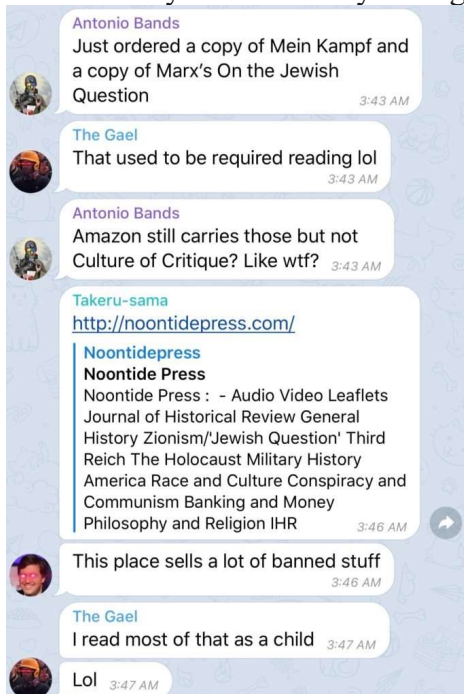 Antonio Bands
Just ordered a copy of Mein Kampf and
a copy of Marx's On the Jewish
Question
3:43 AM
The Gael
That used to be required reading lol
3:43 AM
Antonio Bands
Amazon still carries those but not
Culture of Critique? Like wtf? 3:43 AM
Takeru-sama
http://noontidepress.com/
Noontidepress
Noontide Press
Noontide Press : - Audio Video Leaflets
Journal of Historical Review General
History Zionism/'Jewish Question' Third
Reich The Holocaust Military History
America Race and Culture Conspiracy and
Communism Banking and Money
Philosophy and Religion IHR 3:46 AM
This place sells a lot of banned stuff
3:46 AM
The Gael
I read most of that as a child 3:47 AM
Lol 3:47 AM